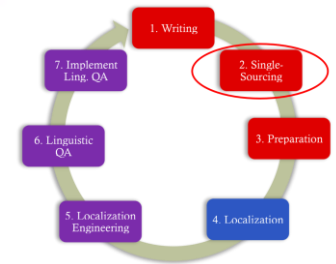 1. Writing
2. Single-
Sourcing
3. Preparation
4. Localization
5. Localization
Engineering
6. Linguistic
QA
7. Implement
Ling. QA